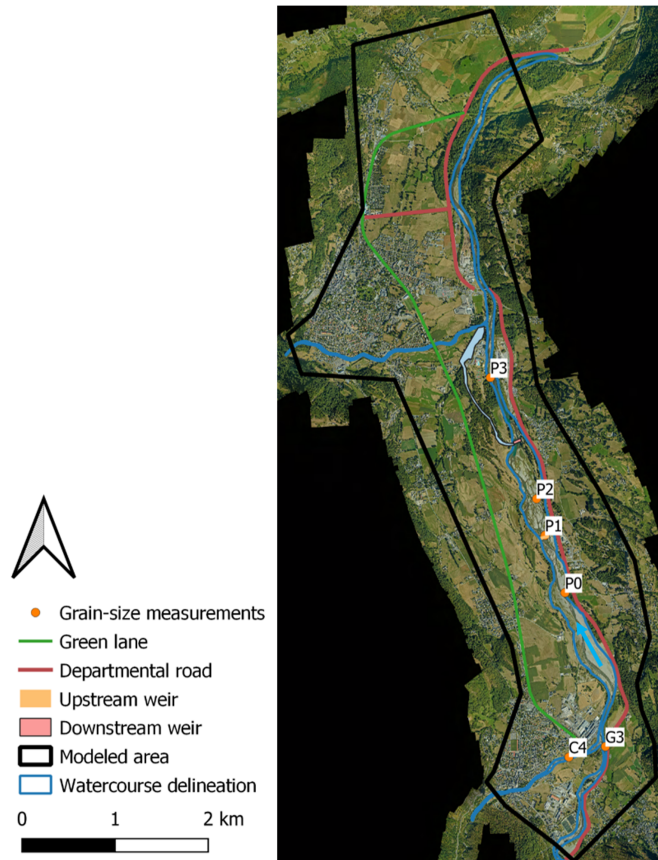 P3
P2
P1
P0
G3
C4
Grain-size measurements
Green lane
Departmental road
Upstream weir
Downstream weir
Modeled area
Watercourse delineation
0 1 2 km